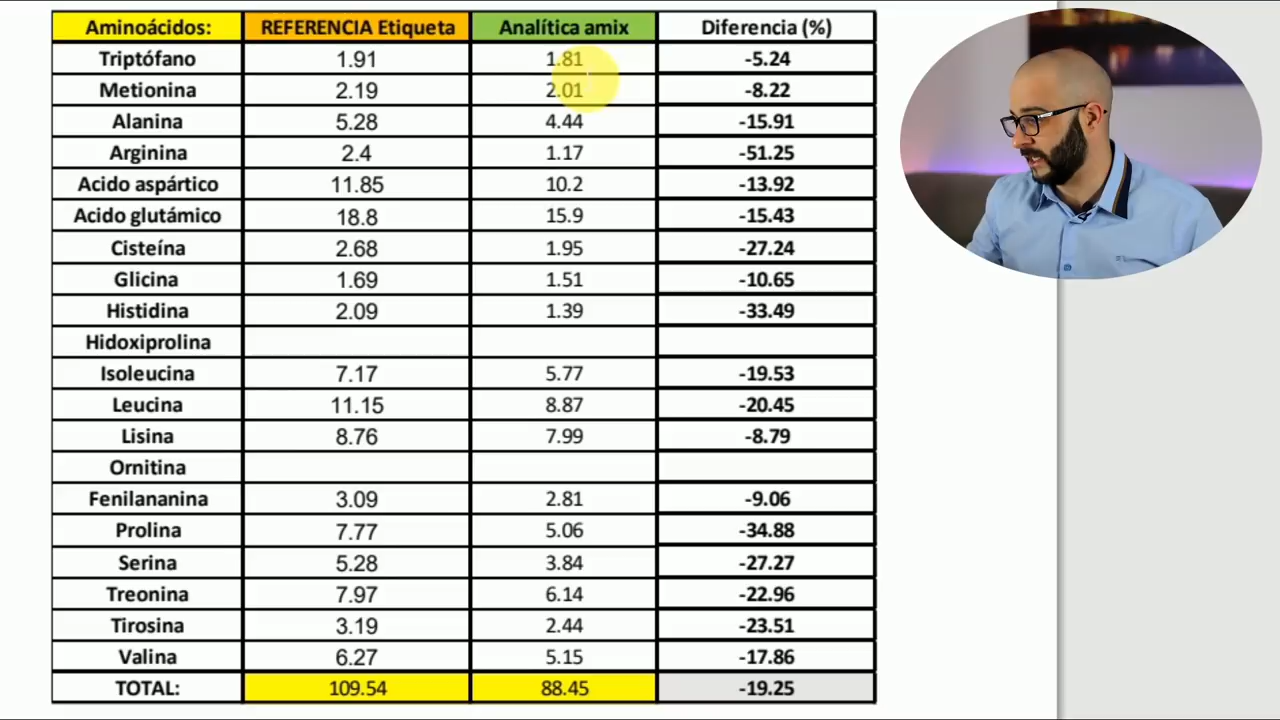 Aminoácidos: REFERENCIA Etiqueta Analítica amix Diferencia (%)
Triptófano 1.91 1.81 -5.24
Metionina 2.19 2.01 -8.22
Alanina 5.28 4.44 -15.91
Arginina 2.4 1.17 -51.25
Acido aspártico 11.85 10.2 -13.92
Acido glutámico 18.8 15.9 -15.43
Cisteína 2.68 1.95 -27.24
Glicina 1.69 1.51 -10.65
Histidina 2.09 1.39 -33.49
Hidoxiprolina
Isoleucina 7.17 5.77 -19.53
Leucina 11.15 8.87 -20.45
Lisina 8.76 7.99 -8.79
Ornitina
Fenilananina 3.09 2.81 -9.06
Prolina 7.77 5.06 -34.88
Serina 5.28 3.84 -27.27
Treonina 7.97 6.14 -22.96
Tirosina 3.19 2.44 -23.51
Valina 6.27 5.15 -17.86
TOTAL: 109.54 88.45 -19.25